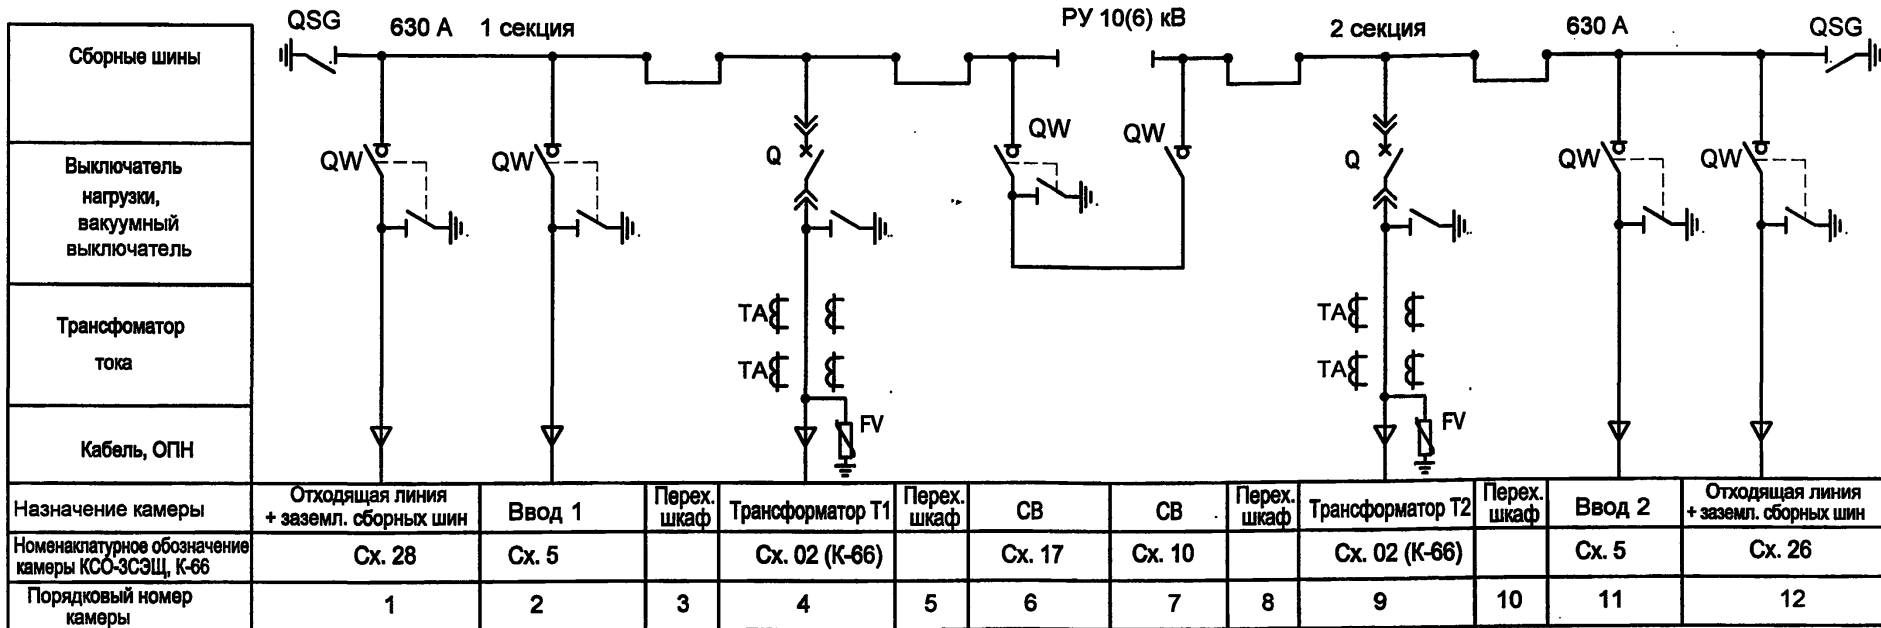 QSG
630 А
1 секция
РУ 10(6) кВ
2 секция
630 А
QSG
Сборные шины
Выключатель
нагрузки,
вакуумный
выключатель
QW
QW
Q
QW
QW
Q
QW
QW
Трансфоматор
тока
TA
TA
TA
TA
Кабель, ОПН
FV
FV
Назначение камеры
Отходящая линия
+ заземл. сборных шин
Ввод 1
Перех.
шкаф
Трансформатор Т1
Перех.
шкаф
СВ
СВ
Перех.
шкаф
Трансформатор Т2
Перех.
шкаф
Ввод 2
Отходящая линия
+ заземл. сборных шин
Номенаклатурное обозначение
камеры КСО-ЗСЭЩ, К-66
Сх. 28
Сх. 5
Сх. 02 (К-66)
Сх. 17
Сх. 10
Сх. 02 (К-66)
Сх. 5
Сх. 26
Порядковый номер
камеры
1
2
3
4
5
6
7
8
9
10
11
12